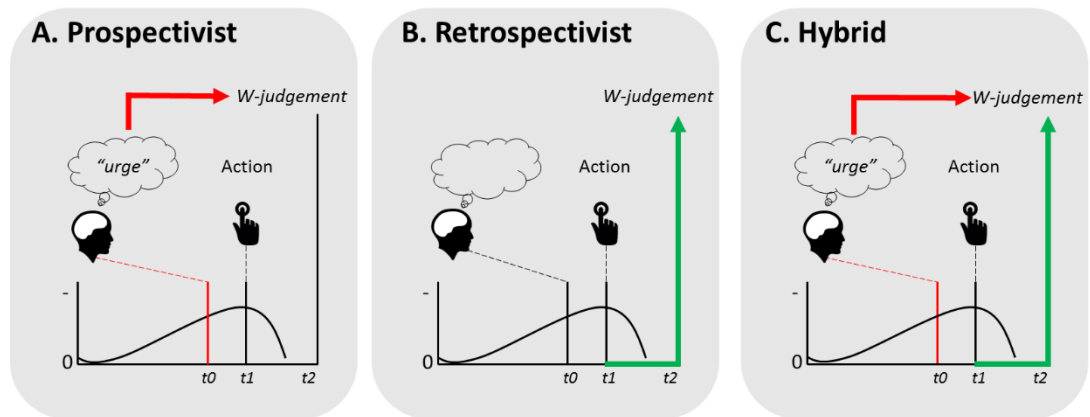 A. Prospectivist
W-judgement
"urge"
Action
-
0
t0
t1
t2
B. Retrospectivist
W-judgement
Action
-
0
t0
t1
t2
C. Hybrid
W-judgement
"urge"
Action
-
0
t0
t1
t2